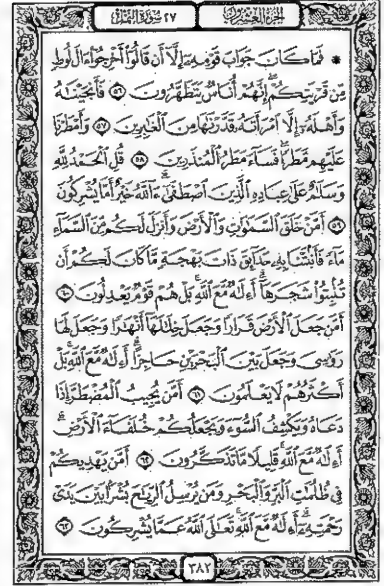 الجزء العشرون
٢٧ سورة النمل
۞ فَمَا كَانَ جَوَابَ قَوْمِهِۦٓ إِلَّآ أَن قَالُوٓا۟ أَخْرِجُوٓا۟ ءَالَ لُوطٍ
مِّن قَرْيَتِكُمْ ۖ إِنَّهُمْ أُنَاسٌ يَتَطَهَّرُونَ ٥٦ فَأَنجَيْنَـٰهُ
وَأَهْلَهُۥٓ إِلَّا ٱمْرَأَتَهُۥ قَدَّرْنَـٰهَا مِنَ ٱلْغَـٰبِرِينَ ٥٧ وَأَمْطَرْنَا
عَلَيْهِم مَّطَرًا ۖ فَسَآءَ مَطَرُ ٱلْمُنذَرِينَ ٥٨ قُلِ ٱلْحَمْدُ لِلَّهِ
وَسَلَـٰمٌ عَلَىٰ عِبَادِهِ ٱلَّذِينَ ٱصْطَفَىٰٓ ۗ ءَآللَّهُ خَيْرٌ أَمَّا يُشْرِكُونَ
٥٩ أَمَّنْ خَلَقَ ٱلسَّمَـٰوَٰتِ وَٱلْأَرْضَ وَأَنزَلَ لَكُم مِّنَ ٱلسَّمَآءِ
مَآءً فَأَنۢبَتْنَا بِهِۦ حَدَآئِقَ ذَاتَ بَهْجَةٍ مَّا كَانَ لَكُمْ أَن
تُنۢبِتُوا۟ شَجَرَهَآ ۗ أَءِلَـٰهٌ مَّعَ ٱللَّهِ ۚ بَلْ هُمْ قَوْمٌ يَعْدِلُونَ ٦٠
أَمَّن جَعَلَ ٱلْأَرْضَ قَرَارًا وَجَعَلَ خِلَـٰلَهَآ أَنْهَـٰرًا وَجَعَلَ لَهَا
رَوَٰسِىَ وَجَعَلَ بَيْنَ ٱلْبَحْرَيْنِ حَاجِزًا ۗ أَءِلَـٰهٌ مَّعَ ٱللَّهِ ۚ بَلْ
أَكْثَرُهُمْ لَا يَعْلَمُونَ ٦١ أَمَّن يُجِيبُ ٱلْمُضْطَرَّ إِذَا
دَعَاهُ وَيَكْشِفُ ٱلسُّوٓءَ وَيَجْعَلُكُمْ خُلَفَآءَ ٱلْأَرْضِ ۗ
أَءِلَـٰهٌ مَّعَ ٱللَّهِ ۚ قَلِيلًا مَّا تَذَكَّرُونَ ٦٢ أَمَّن يَهْدِيكُمْ
فِى ظُلُمَـٰتِ ٱلْبَرِّ وَٱلْبَحْرِ وَمَن يُرْسِلُ ٱلرِّيَـٰحَ بُشْرًۢا بَيْنَ يَدَىْ
رَحْمَتِهِۦٓ ۗ أَءِلَـٰهٌ مَّعَ ٱللَّهِ ۚ تَعَـٰلَى ٱللَّهُ عَمَّا يُشْرِكُونَ ٦٣
٣٨٢